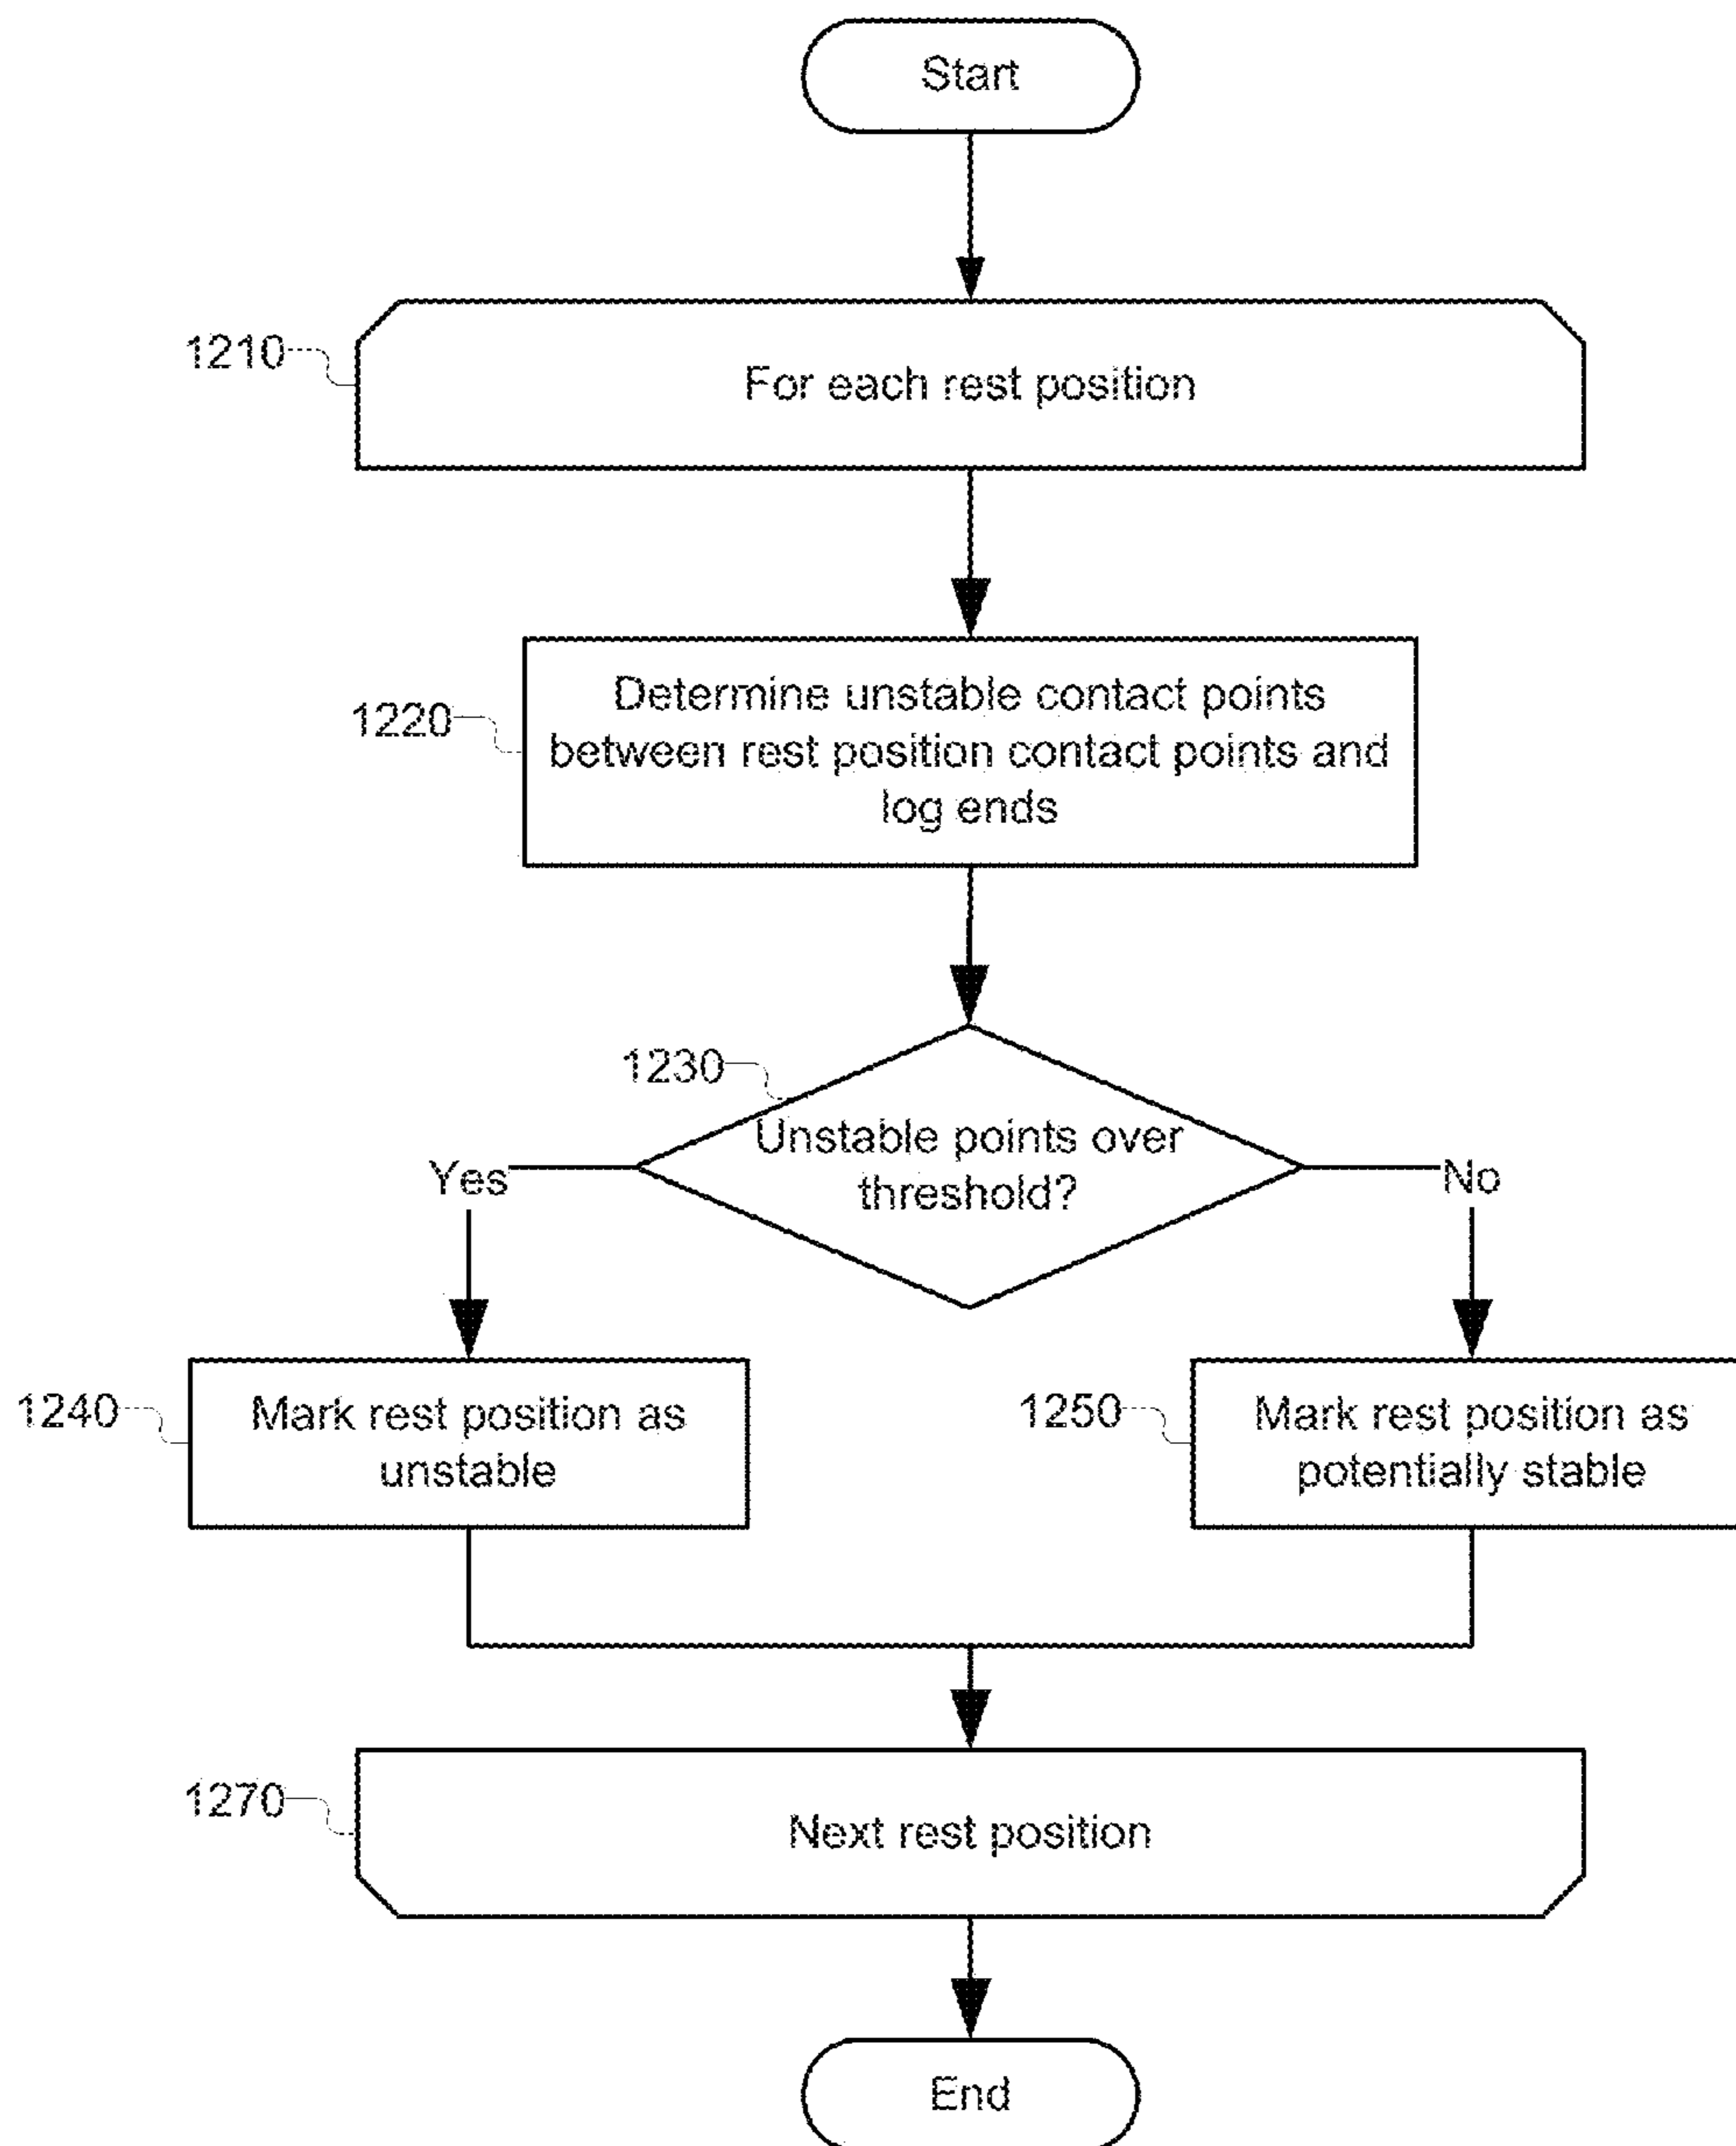 Start
1210
For each rest position
1220
Determine unstable contact points
between rest position contact points and
log ends
1230
Unstable points over
threshold?
Yes
No
1240
Mark rest position as
unstable
1250
Mark rest position as
potentially stable
1270
Next rest position
End